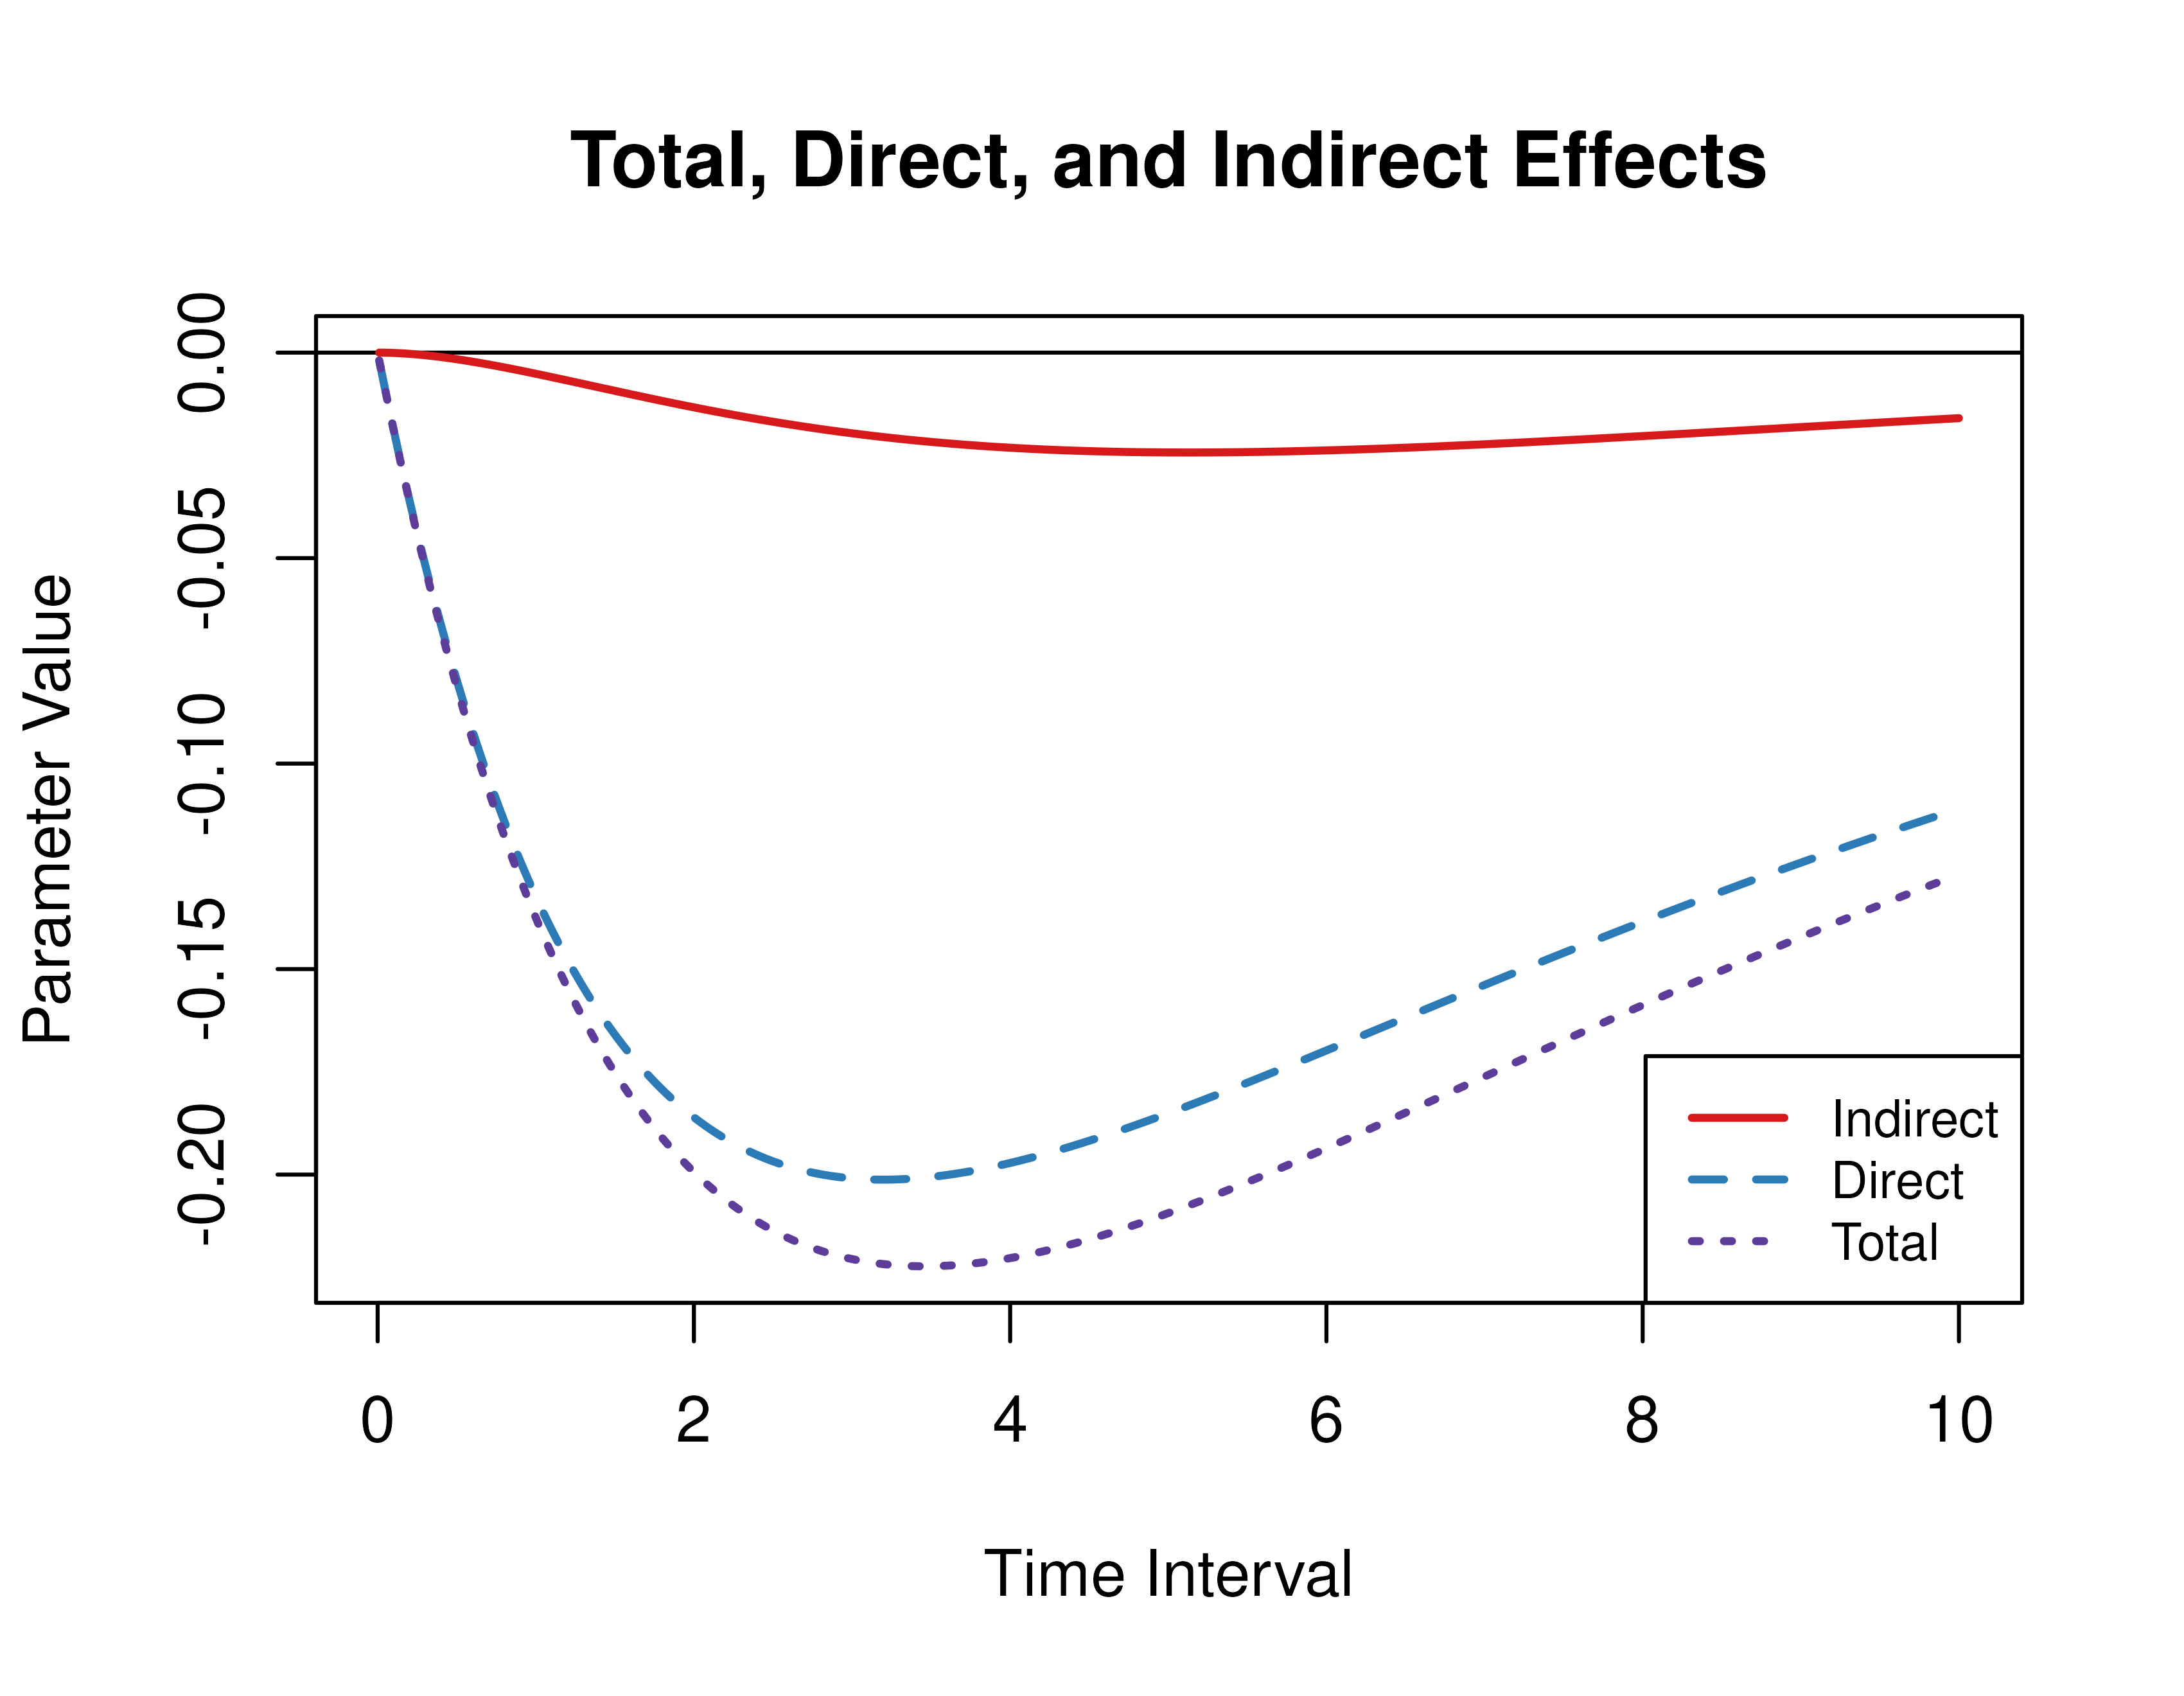 Total, Direct, and Indirect Effects
Parameter Value
0.00
-0.05
-0.10
-0.15
-0.20
Indirect
Direct
Total
0 2 4 6 8 10
Time Interval